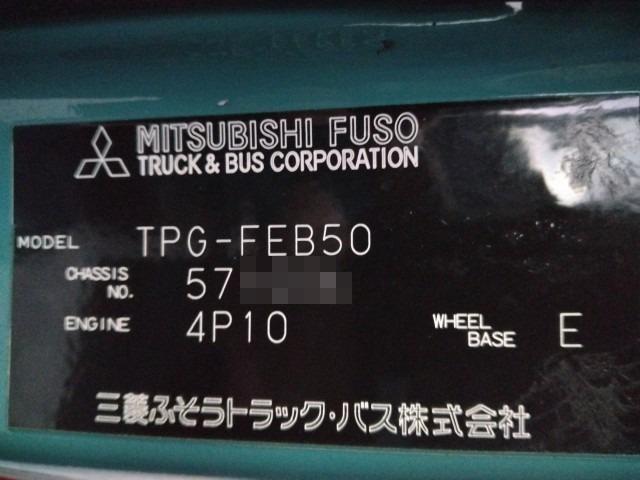 MITSUBISHI FUSO
TRUCK & BUS CORPORATION
MODEL TPG-FEB50
CHASSIS NO. 57
ENGINE 4P10 WHEEL BASE E
三菱ふそうトラック・バス株式会社